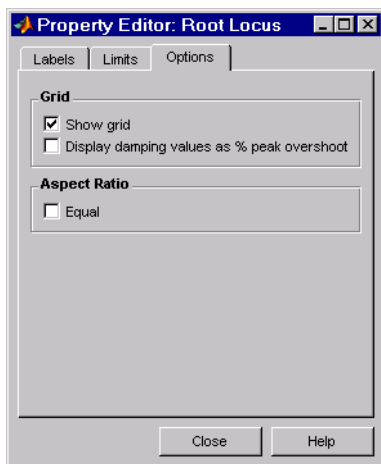 Property Editor: Root Locus
Labels Limits Options
Grid
Show grid
Display damping values as % peak overshoot
Aspect Ratio
Equal
Close Help